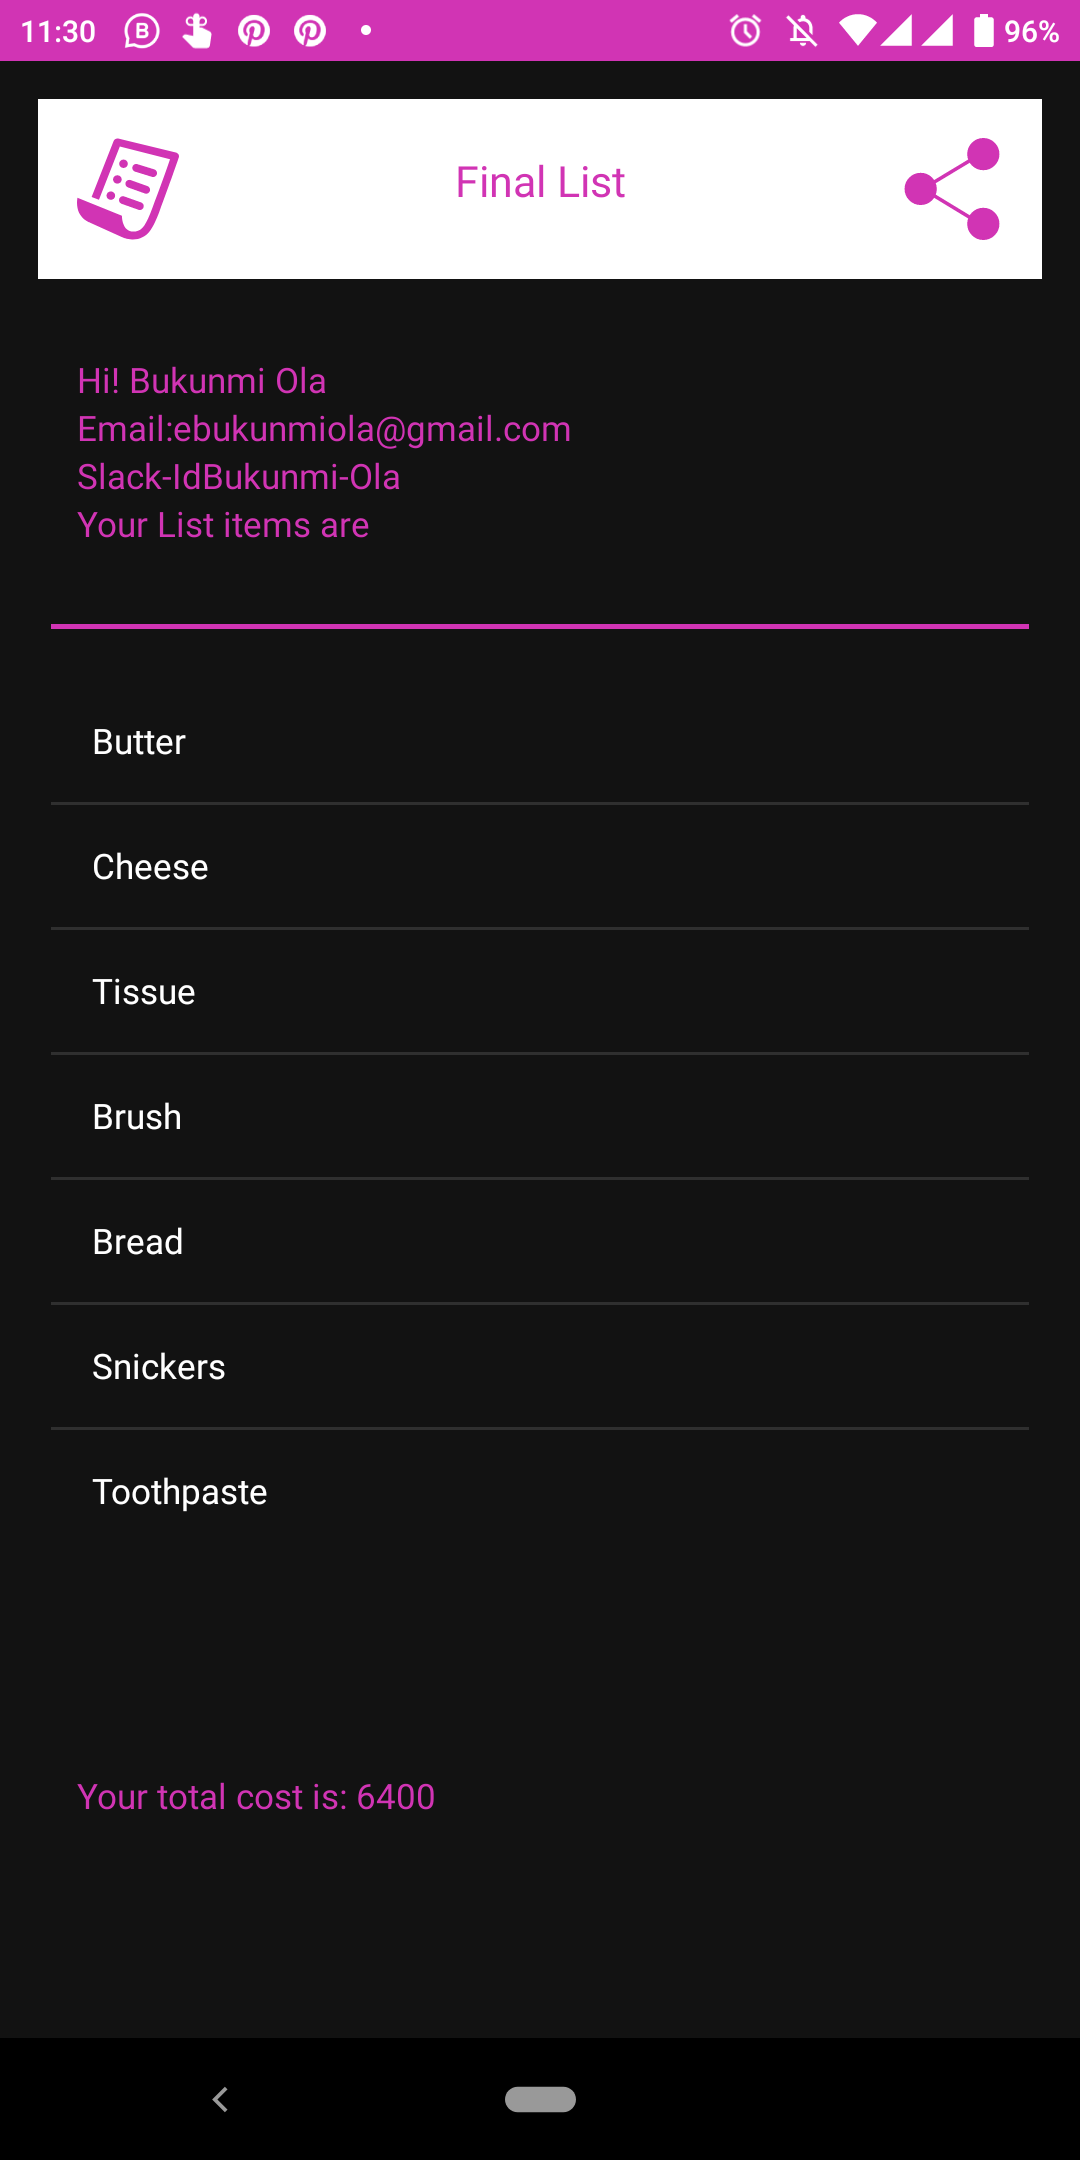 11:30
96%
Final List
Hi! Bukunmi Ola
Email:ebukunmiola@gmail.com
Slack-IdBukunmi-Ola
Your List items are
Butter
Cheese
Tissue
Brush
Bread
Snickers
Toothpaste
Your total cost is: 6400